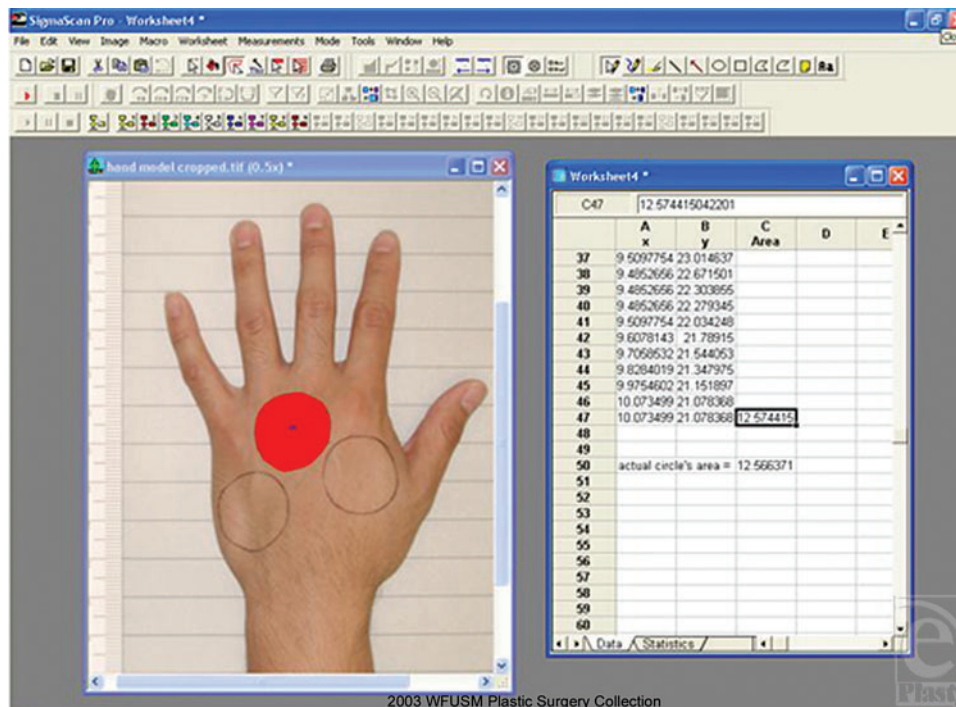 SigmaScan Pro - Worksheet4 *
File Edit View Image Macro Worksheet Measurements Mode Tools Window Help
hand model cropped.tif (0.5x) *
Worksheet4 *
C47 12.574415042201
A B C D E
x y Area
37 9.5097754 23.014637
38 9.4852656 22.671501
39 9.4852656 22.303855
40 9.4852656 22.279345
41 9.5097754 22.034248
42 9.6078143 21.78915
43 9.7058532 21.544053
44 9.8284019 21.347975
45 9.9754602 21.151897
46 10.073499 21.078368
47 10.073499 21.078368 12.574415
48
49
50 actual circle's area = 12.566371
51
52
53
54
55
56
57
58
59
60
Data Statistics
2003 WFUSM Plastic Surgery Collection
e
Plast